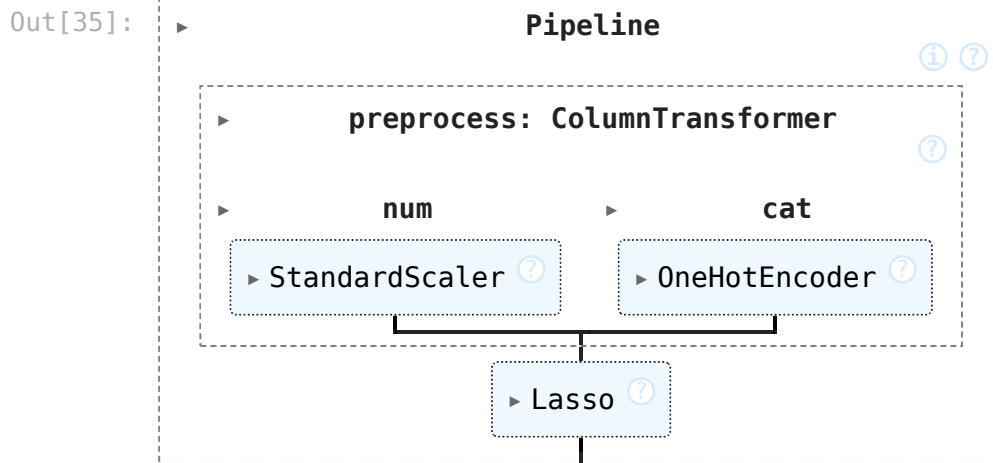 Out[35]:
▸ Pipeline
i ?
▸ preprocess: ColumnTransformer
?
▸ num ▸ cat
▸ StandardScaler ? ▸ OneHotEncoder ?
▸ Lasso ?